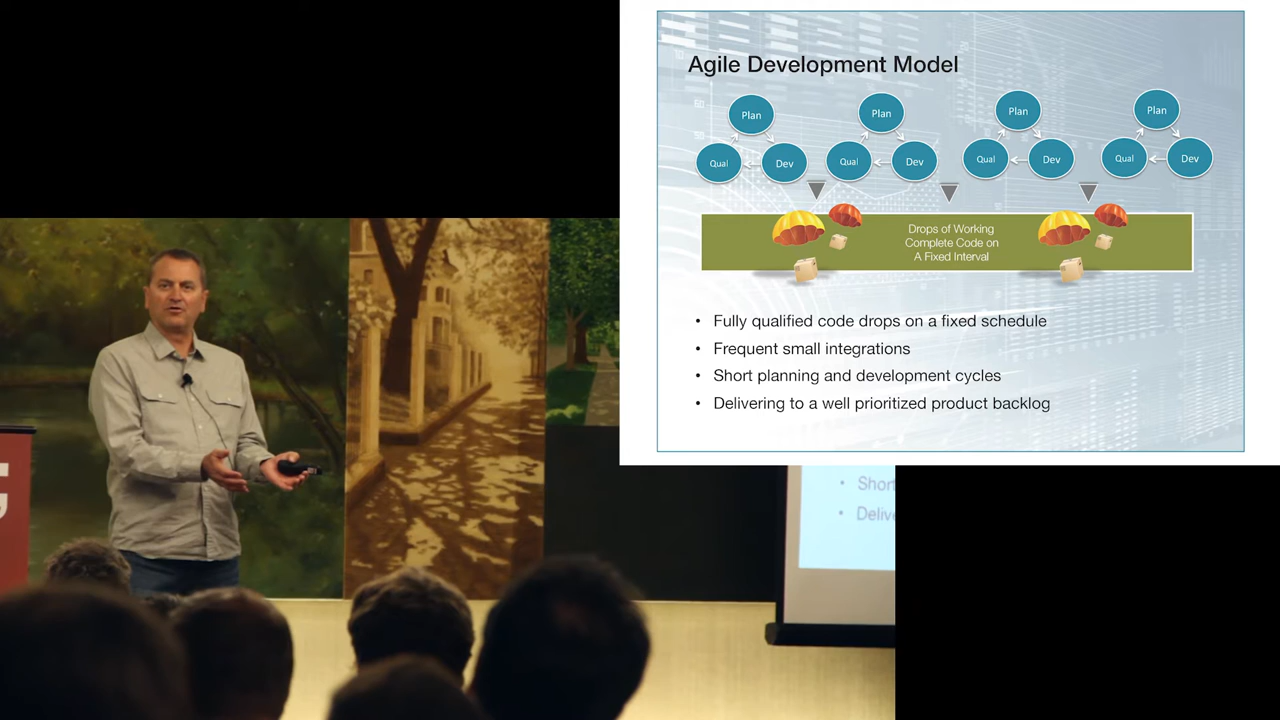 Agile Development Model
Plan
Qual
Dev
Plan
Qual
Dev
Plan
Qual
Dev
Plan
Qual
Dev
Drops of Working
Complete Code on
A Fixed Interval
• Fully qualified code drops on a fixed schedule
• Frequent small integrations
• Short planning and development cycles
• Delivering to a well prioritized product backlog
• Short